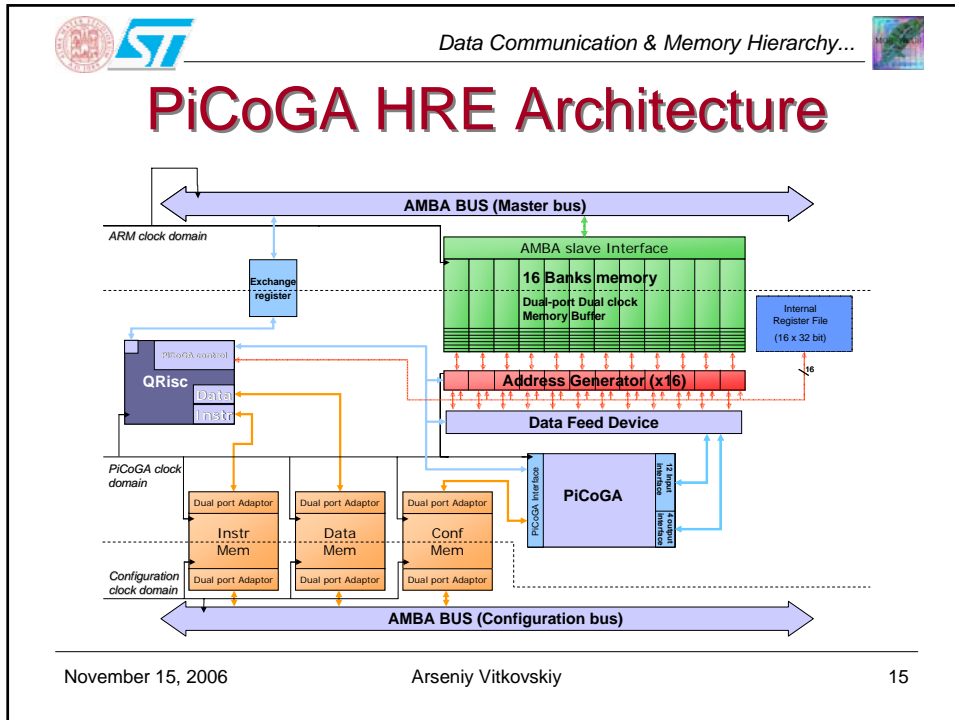 Data Communication & Memory Hierarchy...
PiCoGA HRE Architecture
AMBA BUS (Master bus)
ARM clock domain
AMBA slave Interface
Exchange
register
16 Banks memory
Dual-port Dual clock
Memory Buffer
Internal
Register File
(16 x 32 bit)
PiCoGA control
QRisc
Data
Instr
16
Address Generator (x16)
Data Feed Device
PiCoGA clock
domain
PiCoGA Interface
PiCoGA
12 Input
interface
4 output
interface
Dual port Adaptor
Dual port Adaptor
Dual port Adaptor
Instr
Mem
Data
Mem
Conf
Mem
Configuration
clock domain
Dual port Adaptor
Dual port Adaptor
Dual port Adaptor
AMBA BUS (Configuration bus)
November 15, 2006
Arseniy Vitkovskiy
15